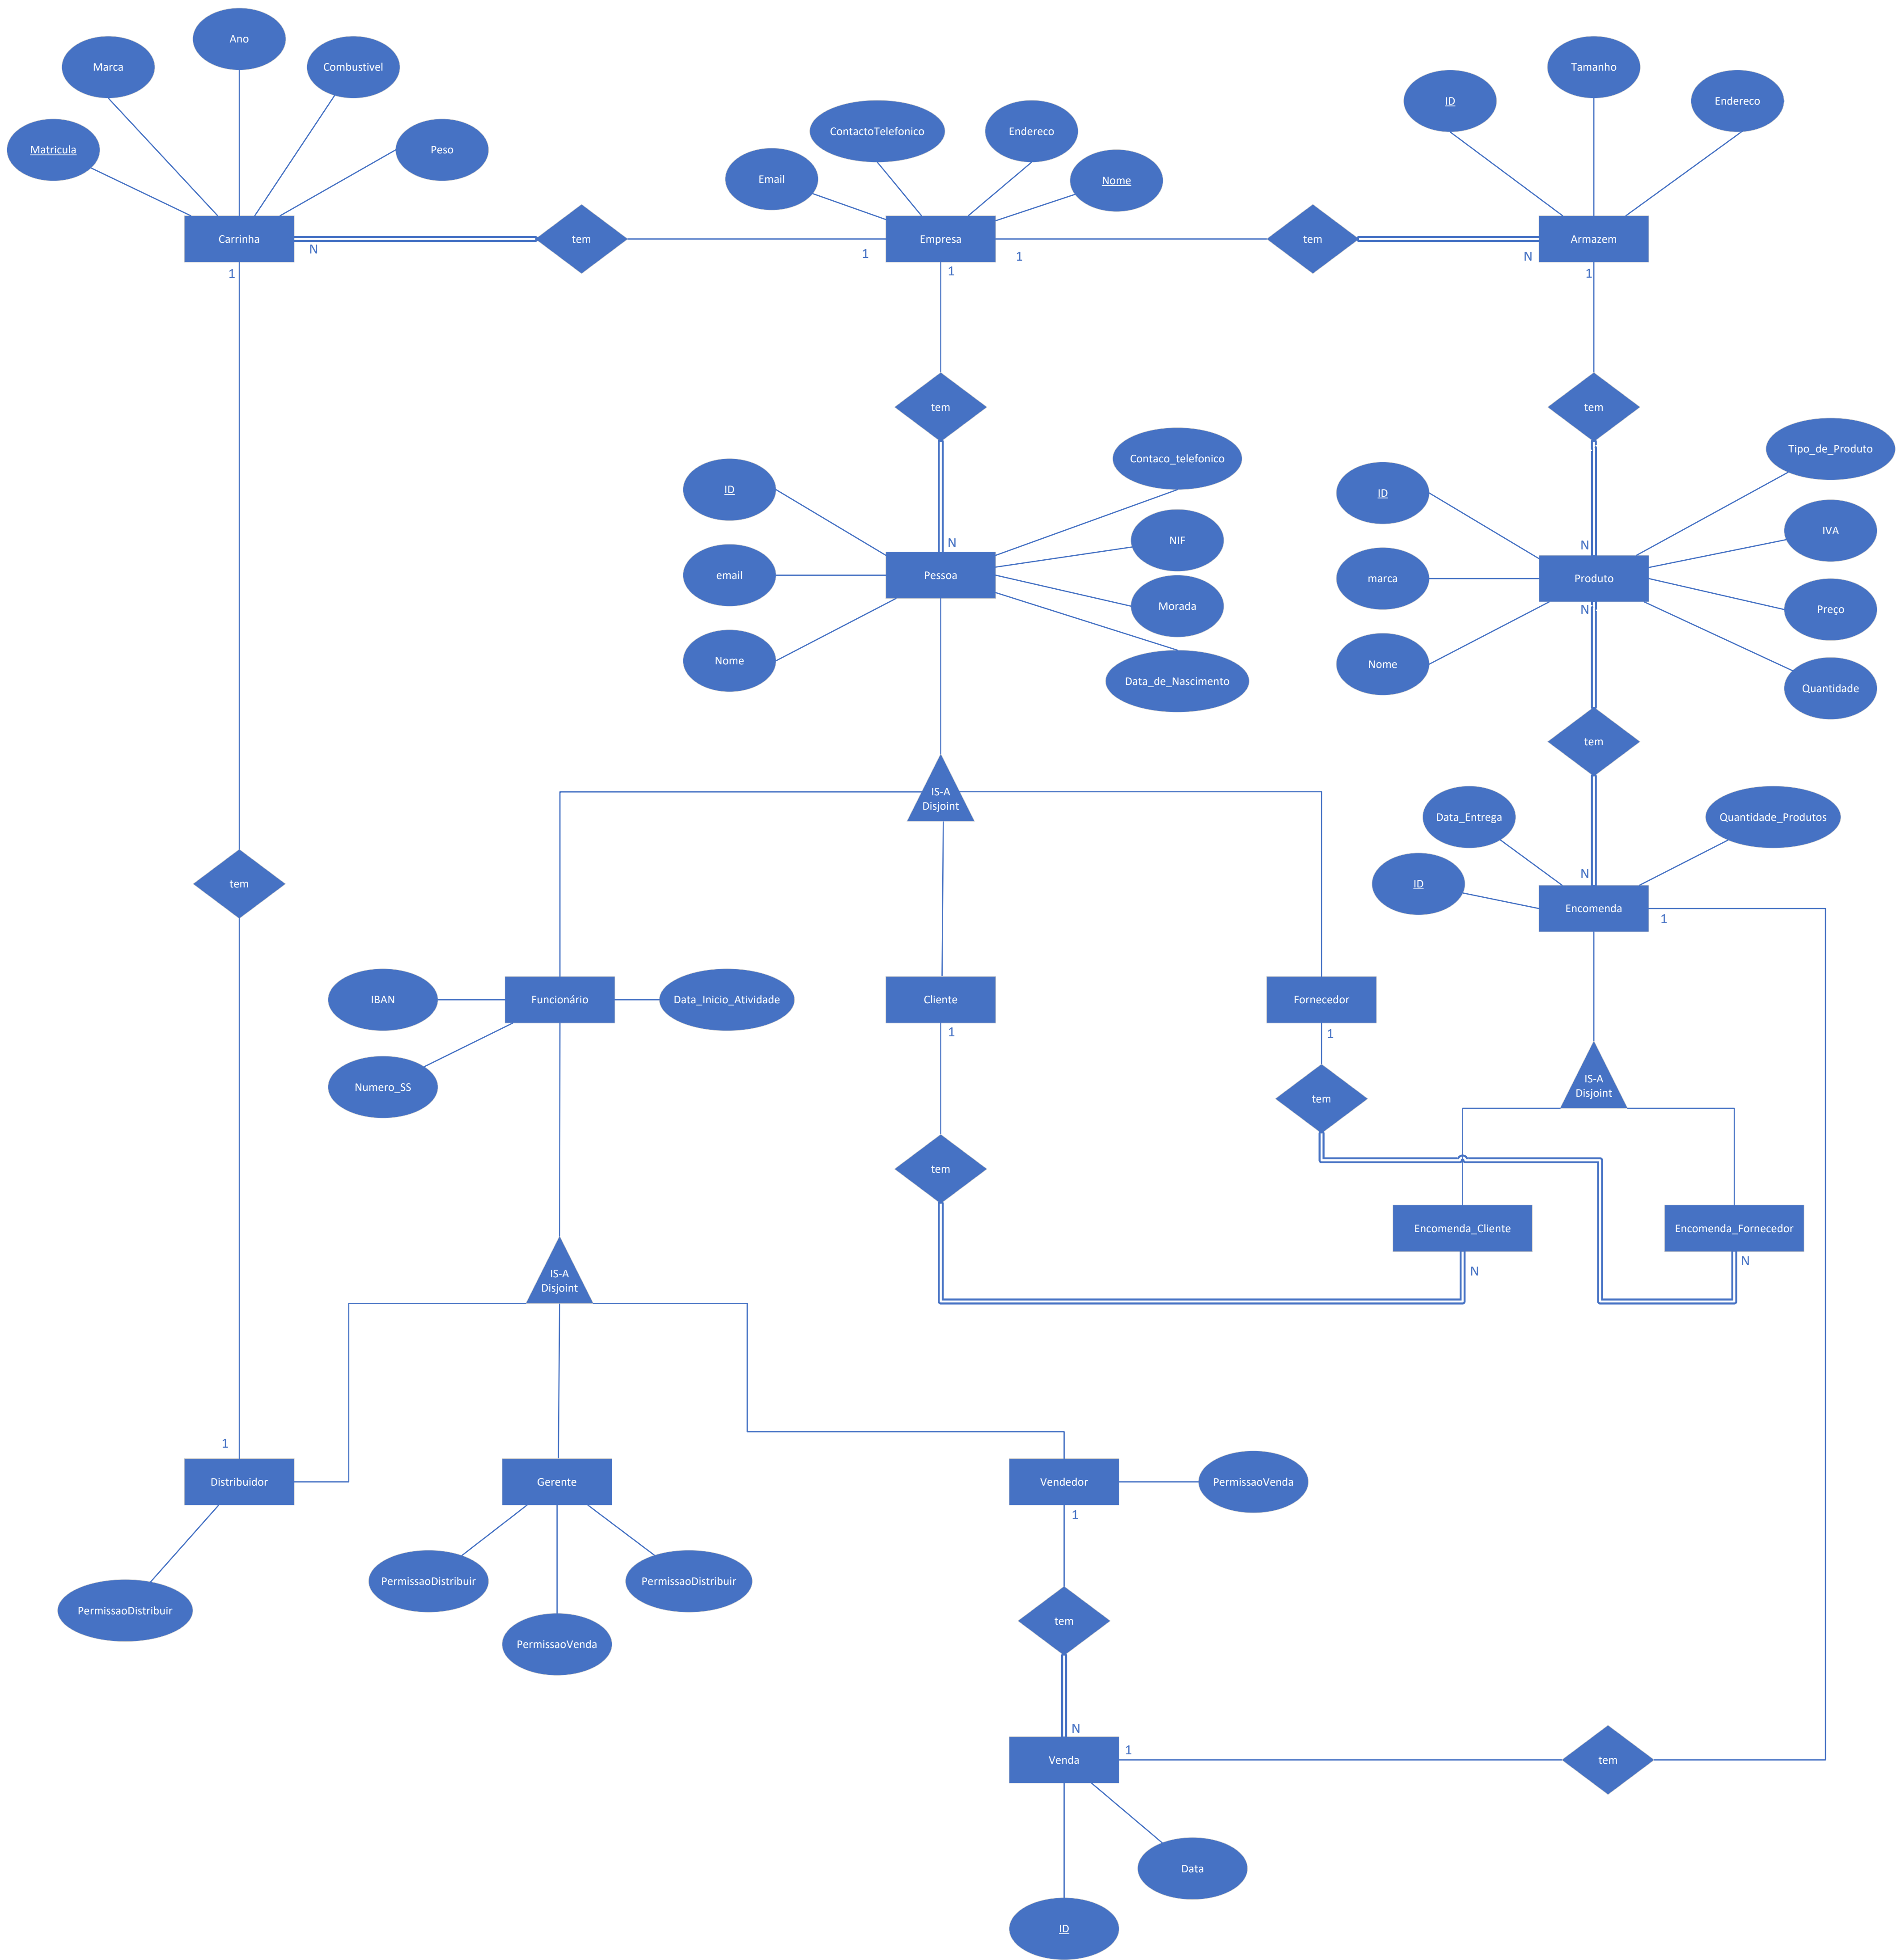 Ano
Marca
Combustivel
Tamanho
ID
Endereco
ContactoTelefonico
Endereco
Matricula
Peso
Email
Nome
Carrinha
tem
Empresa
tem
Armazem
N
1
1
N
1
1
1
tem
tem
Tipo_de_Produto
Contaco_telefonico
ID
ID
IVA
NIF
N
N
email
Pessoa
marca
Produto
Morada
N
Preço
Nome
Nome
Data_de_Nascimento
Quantidade
tem
IS-A
Disjoint
Data_Entrega
Quantidade_Produtos
N
tem
ID
Encomenda
1
IBAN
Funcionário
Data_Inicio_Atividade
Cliente
Fornecedor
1
1
Numero_SS
IS-A
Disjoint
tem
tem
Encomenda_Cliente
Encomenda_Fornecedor
N
N
IS-A
Disjoint
1
Distribuidor
Gerente
Vendedor
PermissaoVenda
1
PermissaoDistribuir
PermissaoDistribuir
PermissaoDistribuir
tem
PermissaoVenda
N
1
Venda
tem
Data
ID